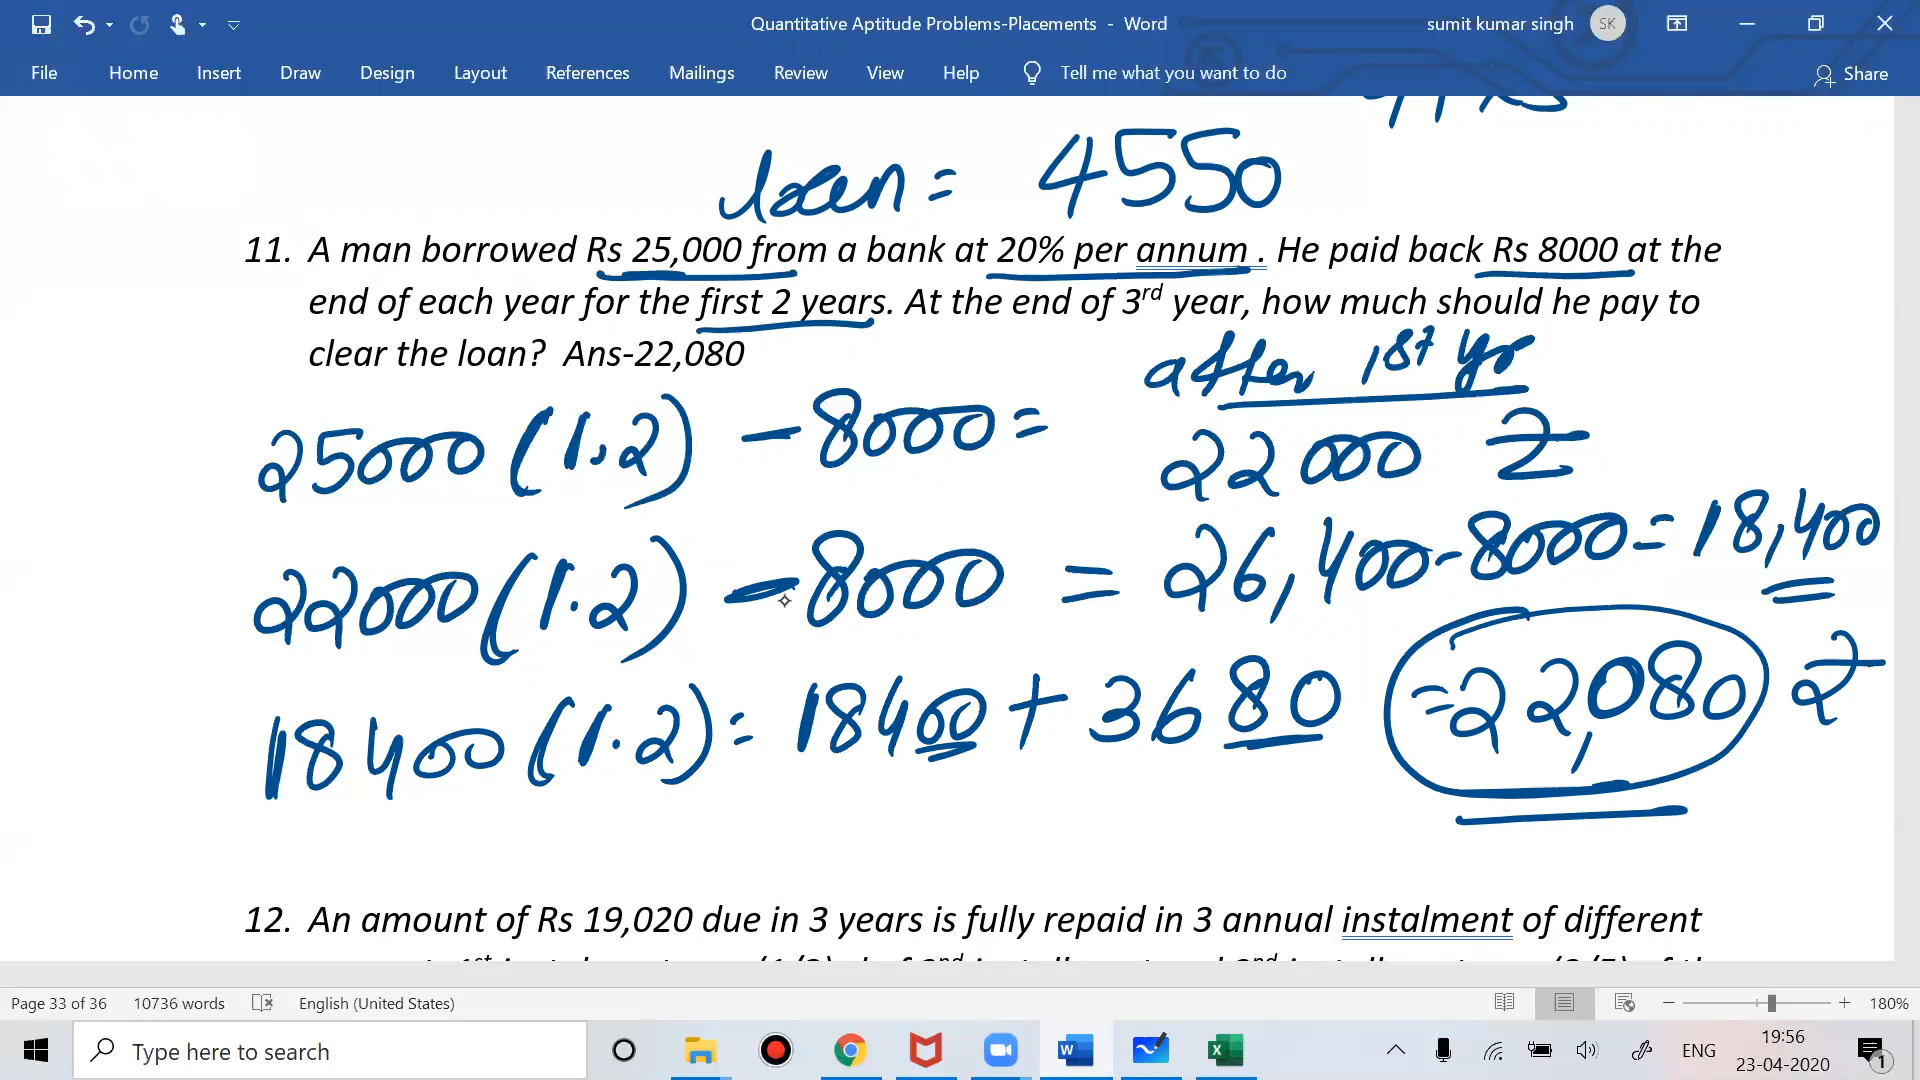 Quantitative Aptitude Problems-Placements - Word
sumit kumar singh
SK
File Home Insert Draw Design Layout References Mailings Review View Help Tell me what you want to do
Share
loan = 4550
11. A man borrowed Rs 25,000 from a bank at 20% per annum . He paid back Rs 8000 at the
end of each year for the first 2 years. At the end of 3rd year, how much should he pay to
clear the loan? Ans-22,080
after 1st yr
25000 (1.2) - 8000 = 22000
22000 (1.2) - 8000 = 26,400 - 8000 = 18,400
18400 (1.2) = 18400 + 3680 = 22,080
12. An amount of Rs 19,020 due in 3 years is fully repaid in 3 annual instalment of different
Page 33 of 36 10736 words English (United States)
180%
Type here to search
ENG
19:56
23-04-2020
1